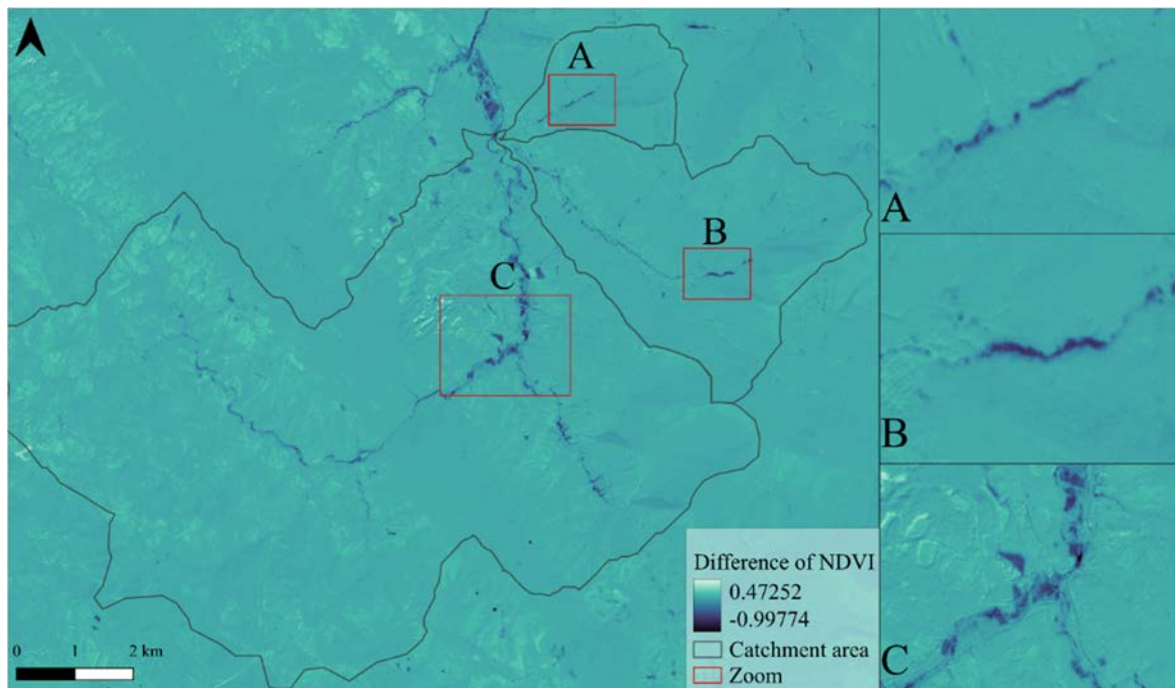 A
B
C
A
B
C
Difference of NDVI
0.47252
-0.99774
Catchment area
Zoom
0 1 2 km